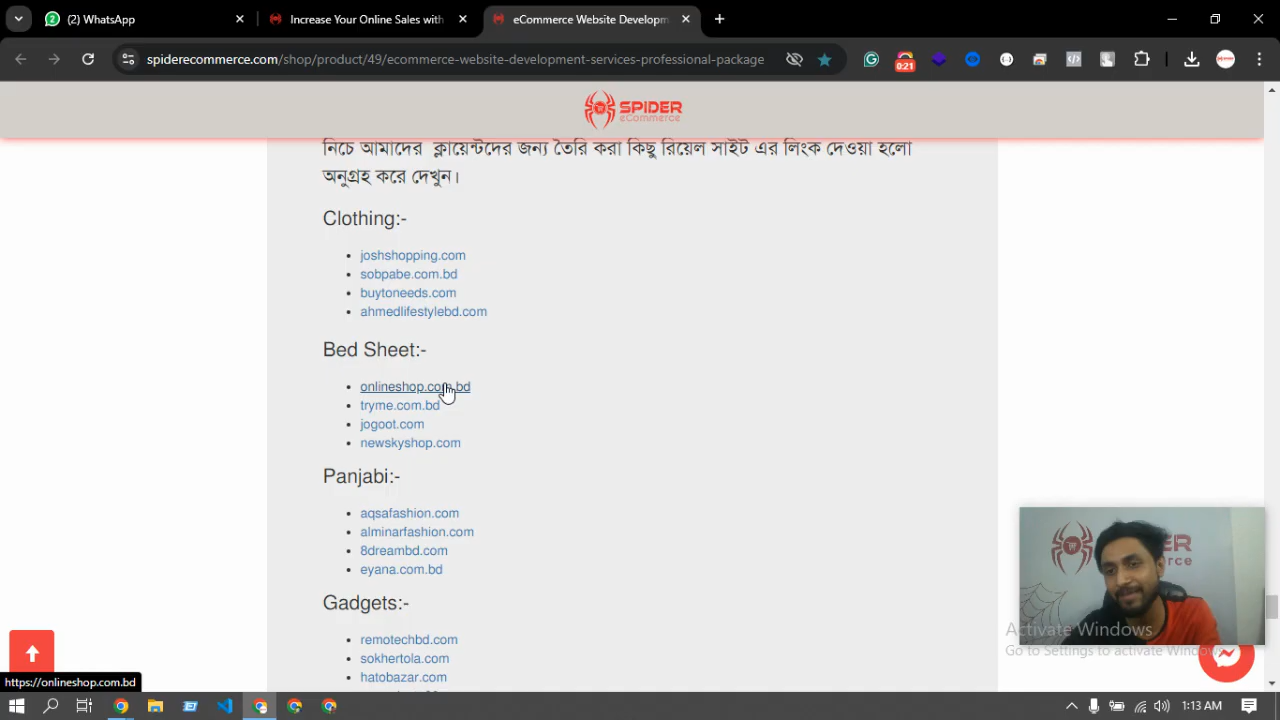 (2) WhatsApp
Increase Your Online Sales with
eCommerce Website Developm
spiderecommerce.com/shop/product/49/ecommerce-website-development-services-professional-package
0:21
SPIDER
eCommerce
নিচে আমাদের ক্লায়েন্টদের জন্য তৈরি করা কিছু রিয়েল সাইট এর লিংক দেওয়া হলো
অনুগ্রহ করে দেখুন।
Clothing:-
joshshopping.com
sobpabe.com.bd
buytoneeds.com
ahmedlifestylebd.com
Bed Sheet:-
onlineshop.com.bd
tryme.com.bd
jogoot.com
newskyshop.com
Panjabi:-
aqsafashion.com
alminarfashion.com
8dreambd.com
eyana.com.bd
Gadgets:-
remotechbd.com
sokhertola.com
hatobazar.com
Activate Windows
Go to Settings to activate Windows.
https://onlineshop.com.bd
1:13 AM